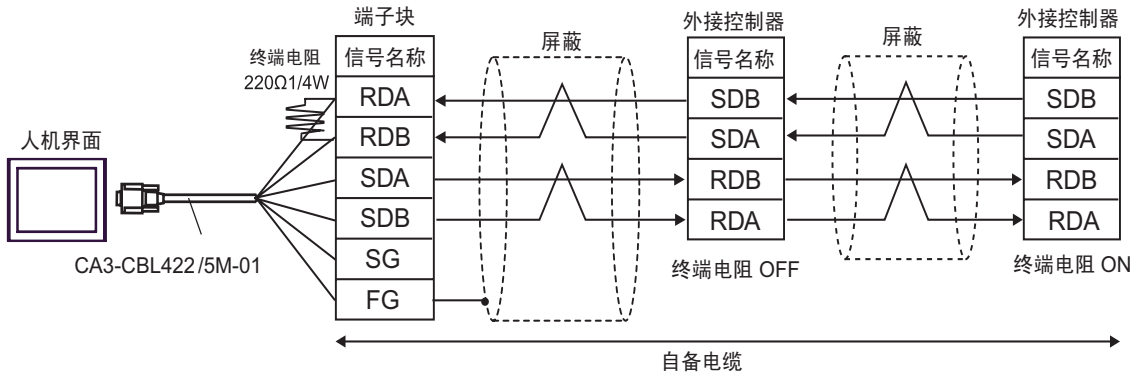 端子块
外接控制器
外接控制器
终端电阻
220Ω1/4W
信号名称
屏蔽
信号名称
屏蔽
信号名称
RDA
SDB
SDB
RDB
SDA
SDA
人机界面
SDA
RDB
RDB
SDB
RDA
RDA
CA3-CBL422/5M-01
SG
终端电阻 OFF
终端电阻 ON
FG
自备电缆